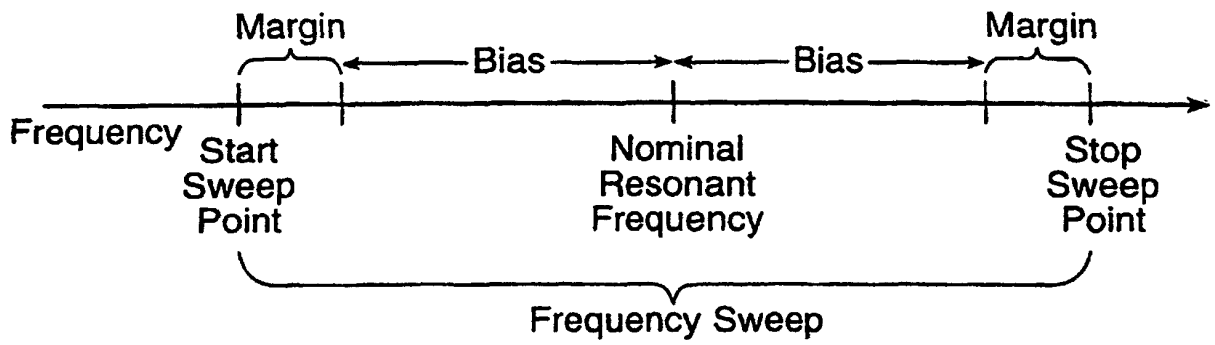 Margin
Margin
Bias
Bias
Frequency
Start
Sweep
Point
Nominal
Resonant
Frequency
Stop
Sweep
Point
Frequency Sweep